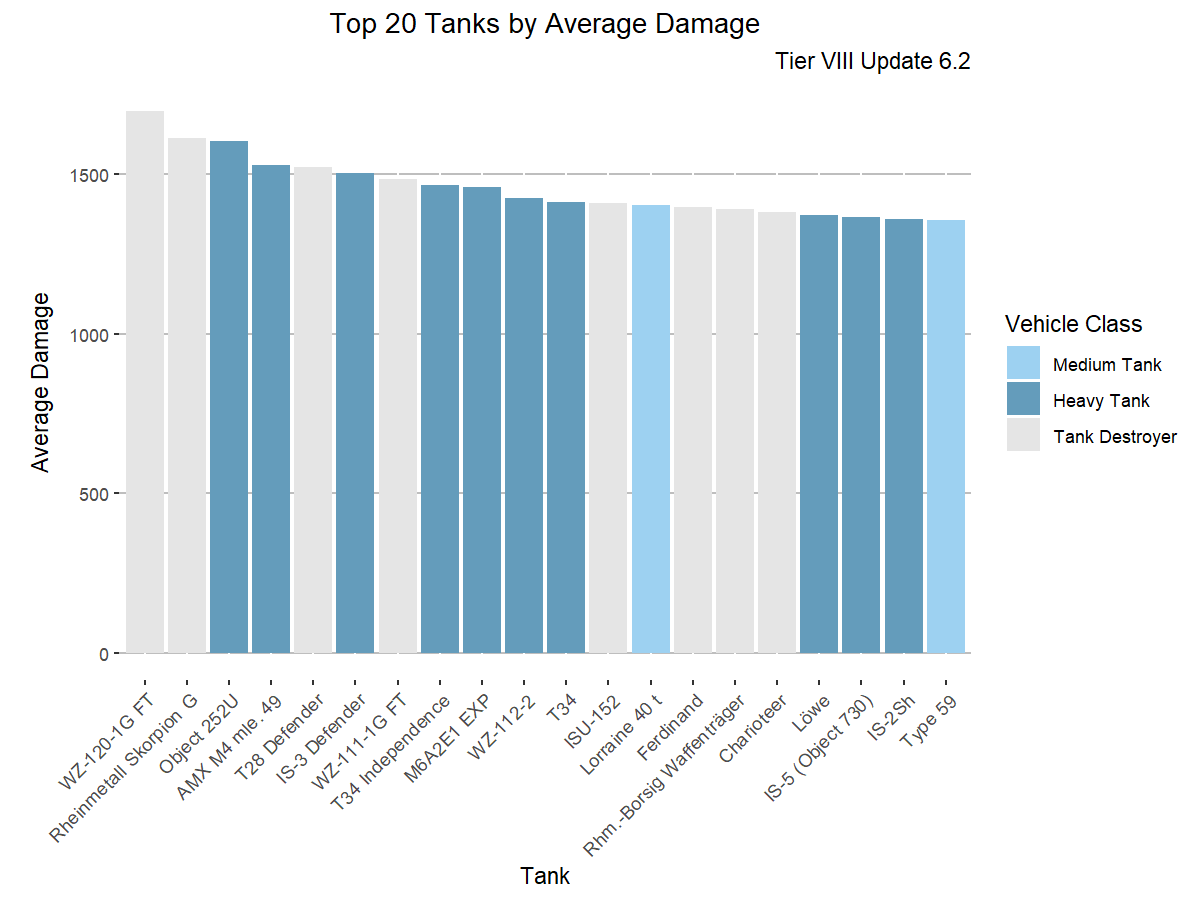 Top 20 Tanks by Average Damage
Tier VIII Update 6.2
Average Damage
1500
1000
500
0
WZ-120-1G FT
Rheinmetall Skorpion G
Object 252U
AMX M4 mle. 49
T28 Defender
IS-3 Defender
WZ-111-1G FT
T34 Independence
M6A2E1 EXP
WZ-112-2
T34
ISU-152
Lorraine 40 t
Ferdinand
Rhm.-Borsig Waffenträger
Charioteer
Löwe
IS-5 (Object 730)
IS-2Sh
Type 59
Tank
Vehicle Class
Medium Tank
Heavy Tank
Tank Destroyer